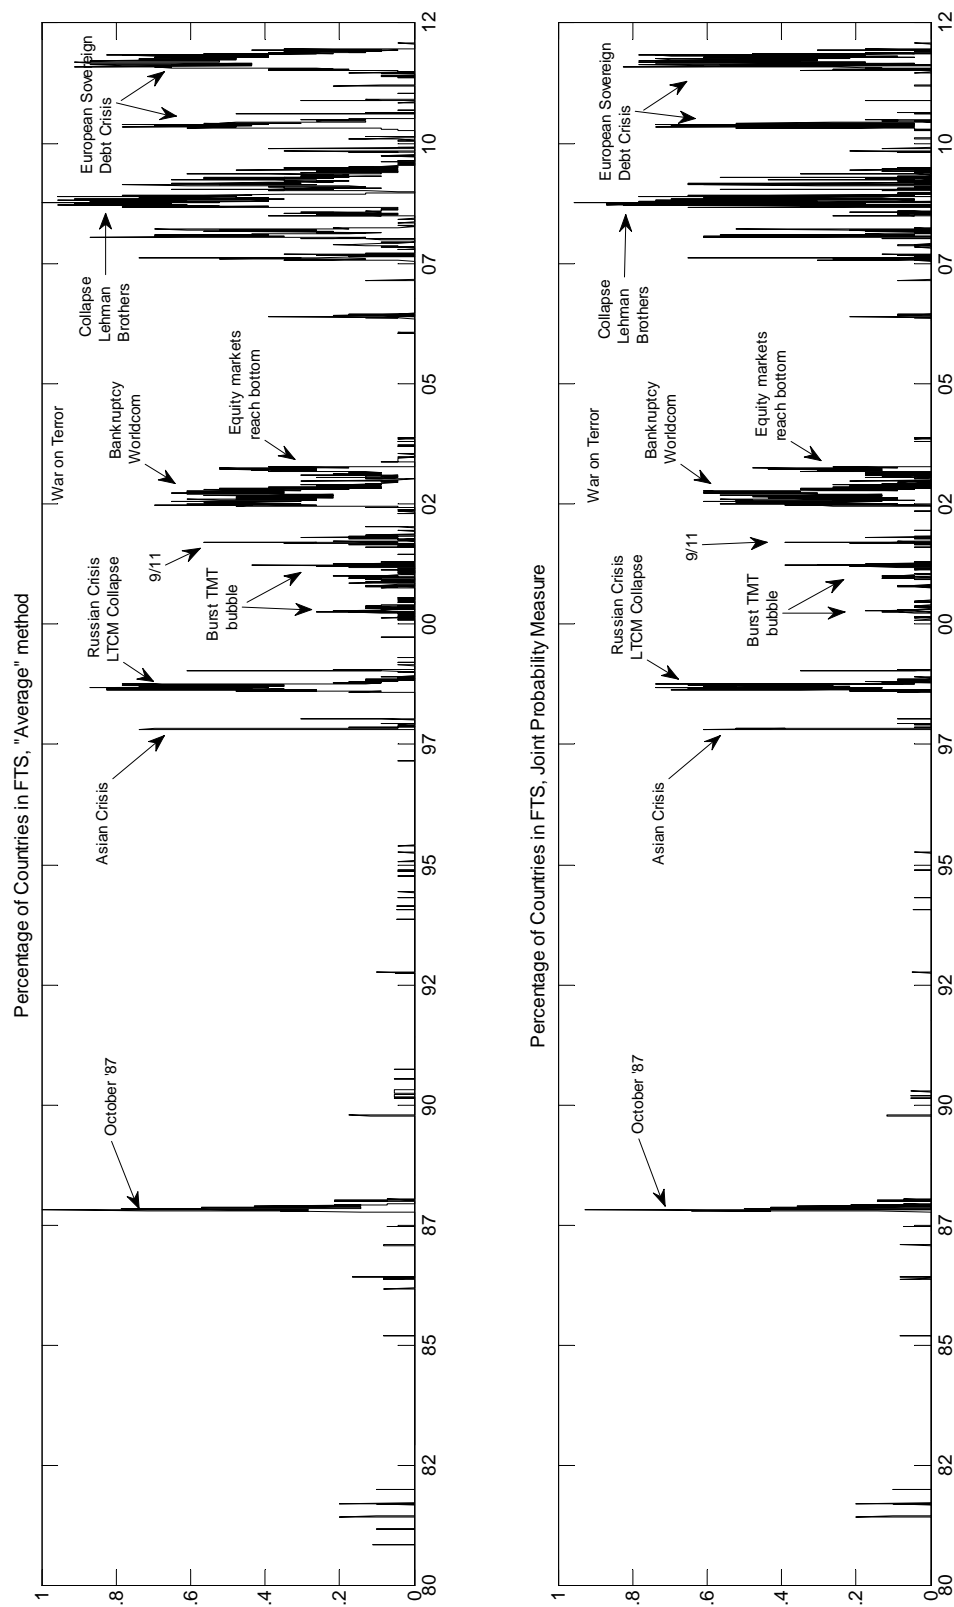 Percentage of Countries in FTS, "Average" method
1
.8
.6
.4
.2
0
October '87
Asian Crisis
Russian Crisis
LTCM Collapse
Burst TMT
bubble
9/11
War on Terror
Bankruptcy
Worldcom
Equity markets
reach bottom
Collapse
Lehman
Brothers
European Sovereign
Debt Crisis
80
82
85
87
90
92
95
97
00
02
05
07
10
12
Percentage of Countries in FTS, Joint Probability Measure
1
.8
.6
.4
.2
0
October '87
Asian Crisis
Russian Crisis
LTCM Collapse
Burst TMT
bubble
9/11
War on Terror
Bankruptcy
Worldcom
Equity markets
reach bottom
Collapse
Lehman
Brothers
European Sovereign
Debt Crisis
80
82
85
87
90
92
95
97
00
02
05
07
10
12